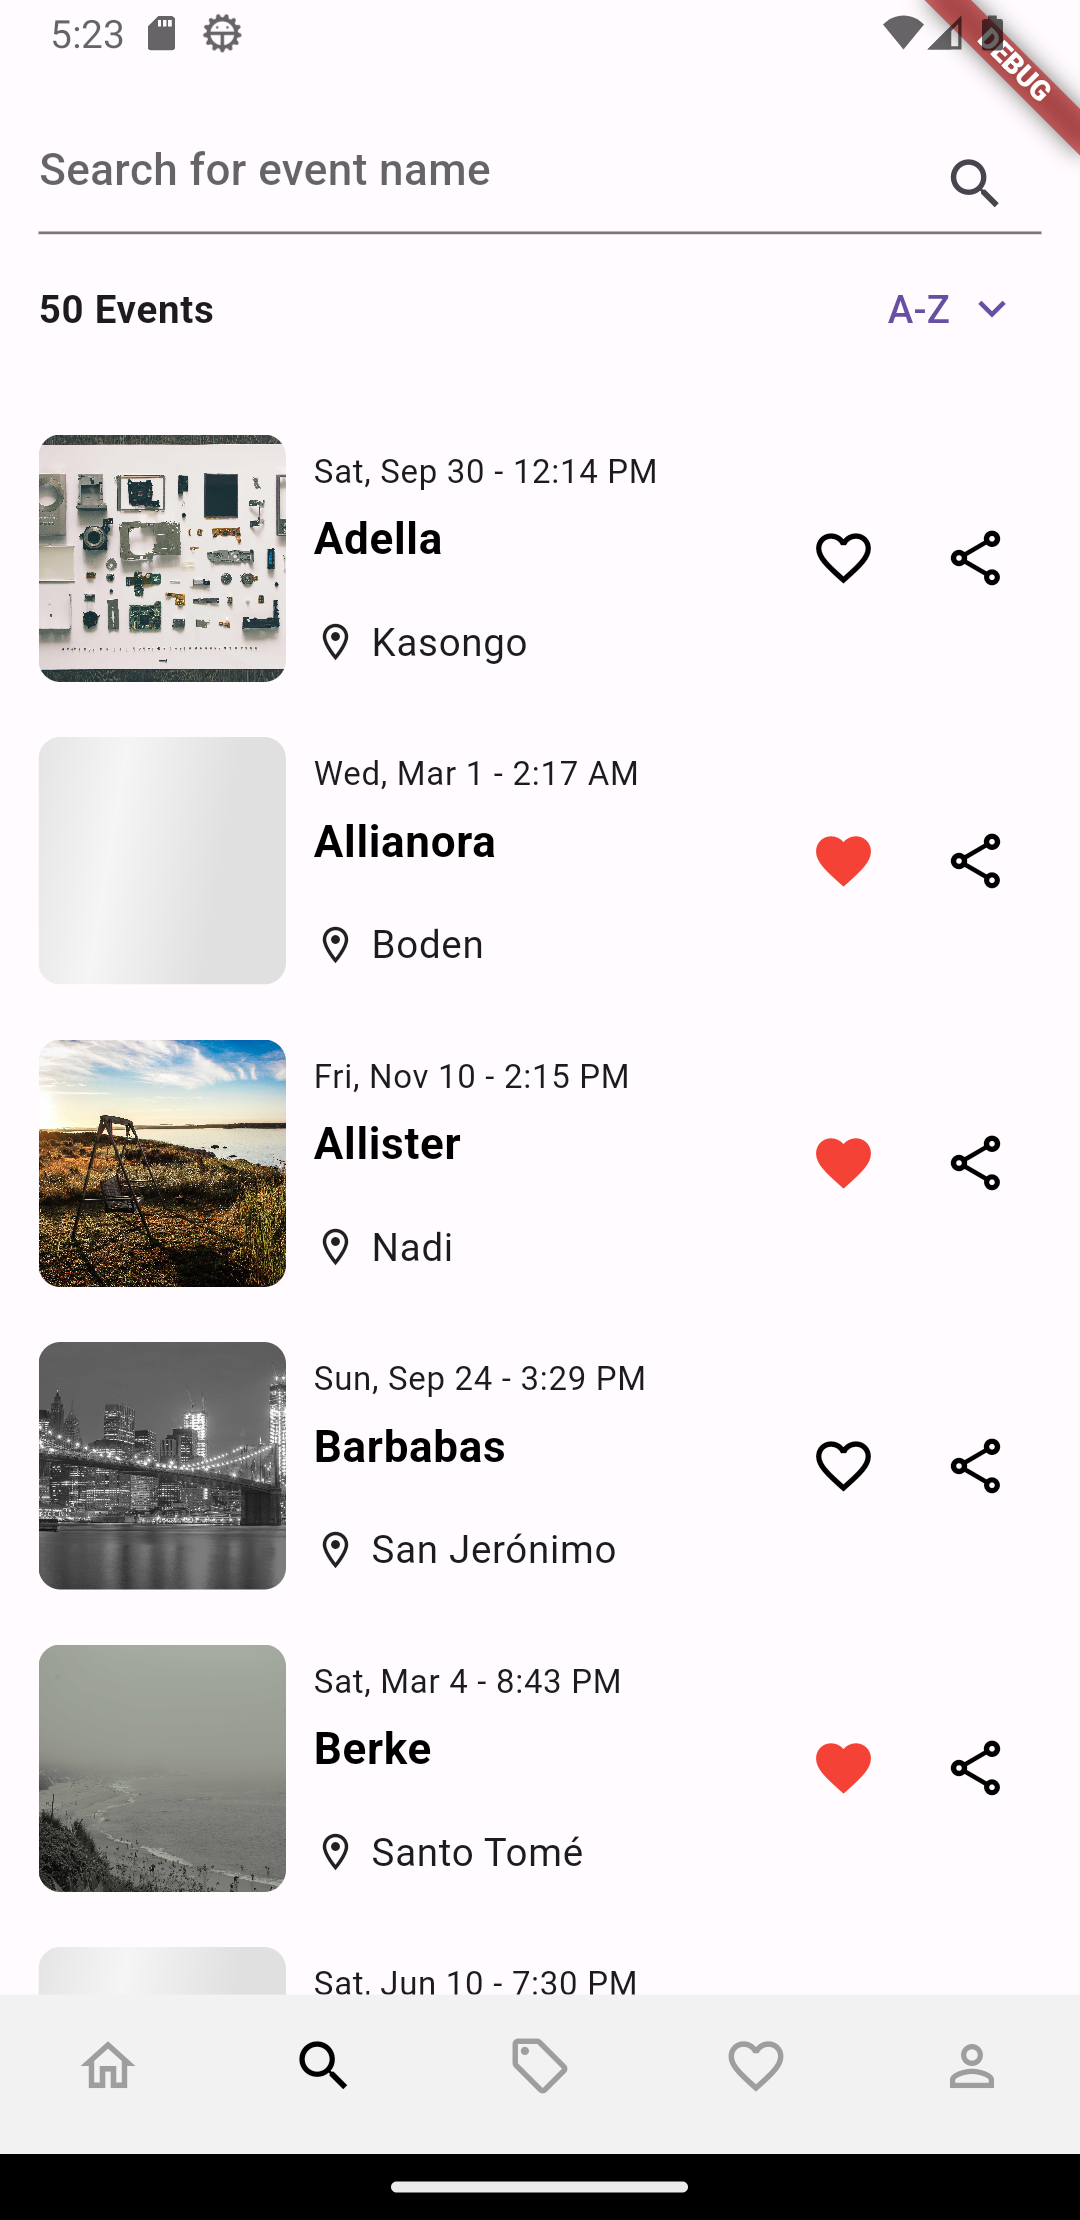 5:23
DEBUG
Search for event name
50 Events
A-Z
Sat, Sep 30 - 12:14 PM
Adella
Kasongo
Wed, Mar 1 - 2:17 AM
Allianora
Boden
Fri, Nov 10 - 2:15 PM
Allister
Nadi
Sun, Sep 24 - 3:29 PM
Barbabas
San Jerónimo
Sat, Mar 4 - 8:43 PM
Berke
Santo Tomé
Sat, Jun 10 - 7:30 PM